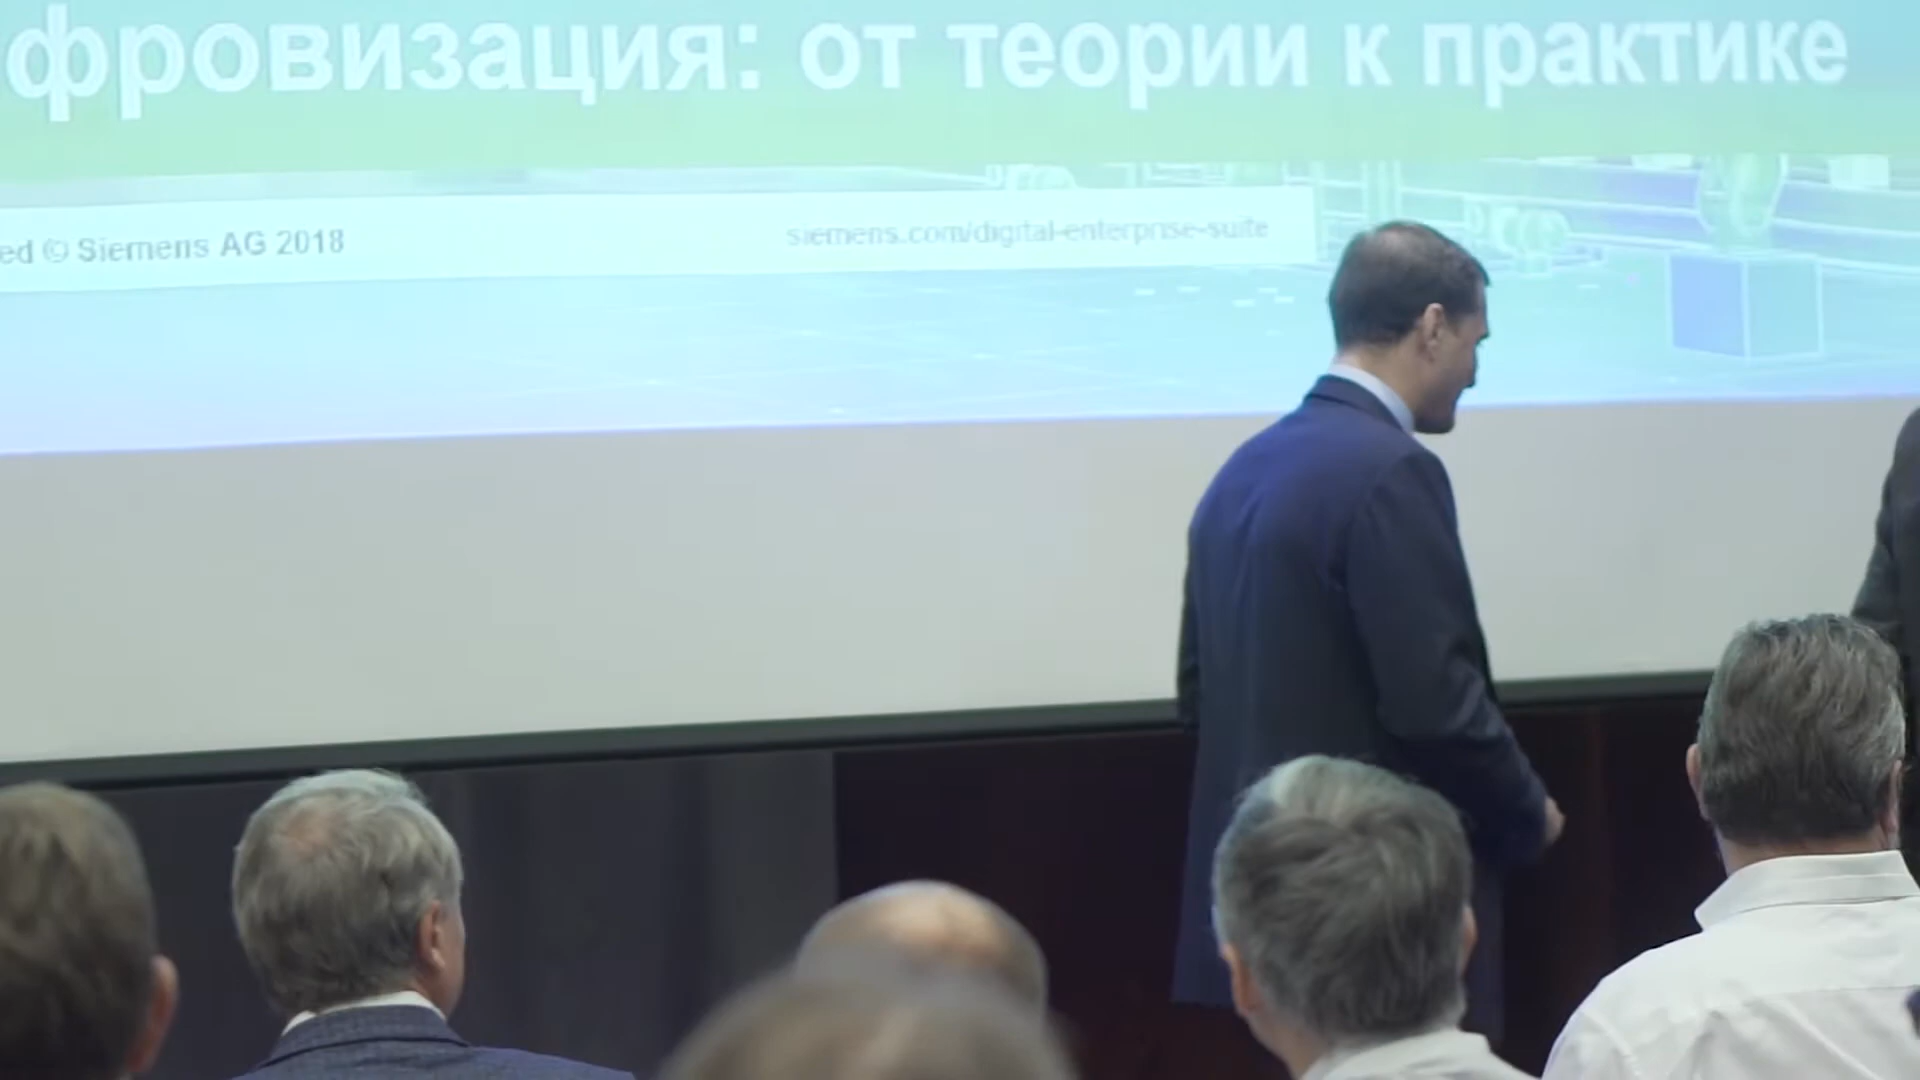 фровизация: от теории к практике
ed © Siemens AG 2018
siemens.com/digital-enterprise-suite